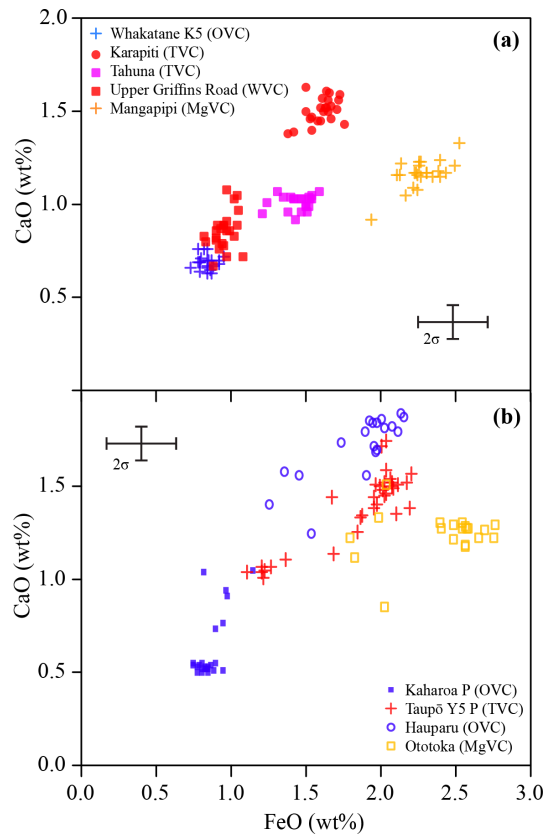 2.0
(a)
Whakatane K5 (OVC)
Karapiti (TVC)
Tahuna (TVC)
Upper Griffins Road (WVC)
Mangapipi (MgVC)
1.5
CaO (wt%)
1.0
0.5
2σ
(b)
2σ
1.5
CaO (wt%)
1.0
0.5
Kaharoa P (OVC)
Taupō Y5 P (TVC)
Hauparu (OVC)
Ototoka (MgVC)
0.0
0.0 0.5 1.0 1.5 2.0 2.5 3.0
FeO (wt%)